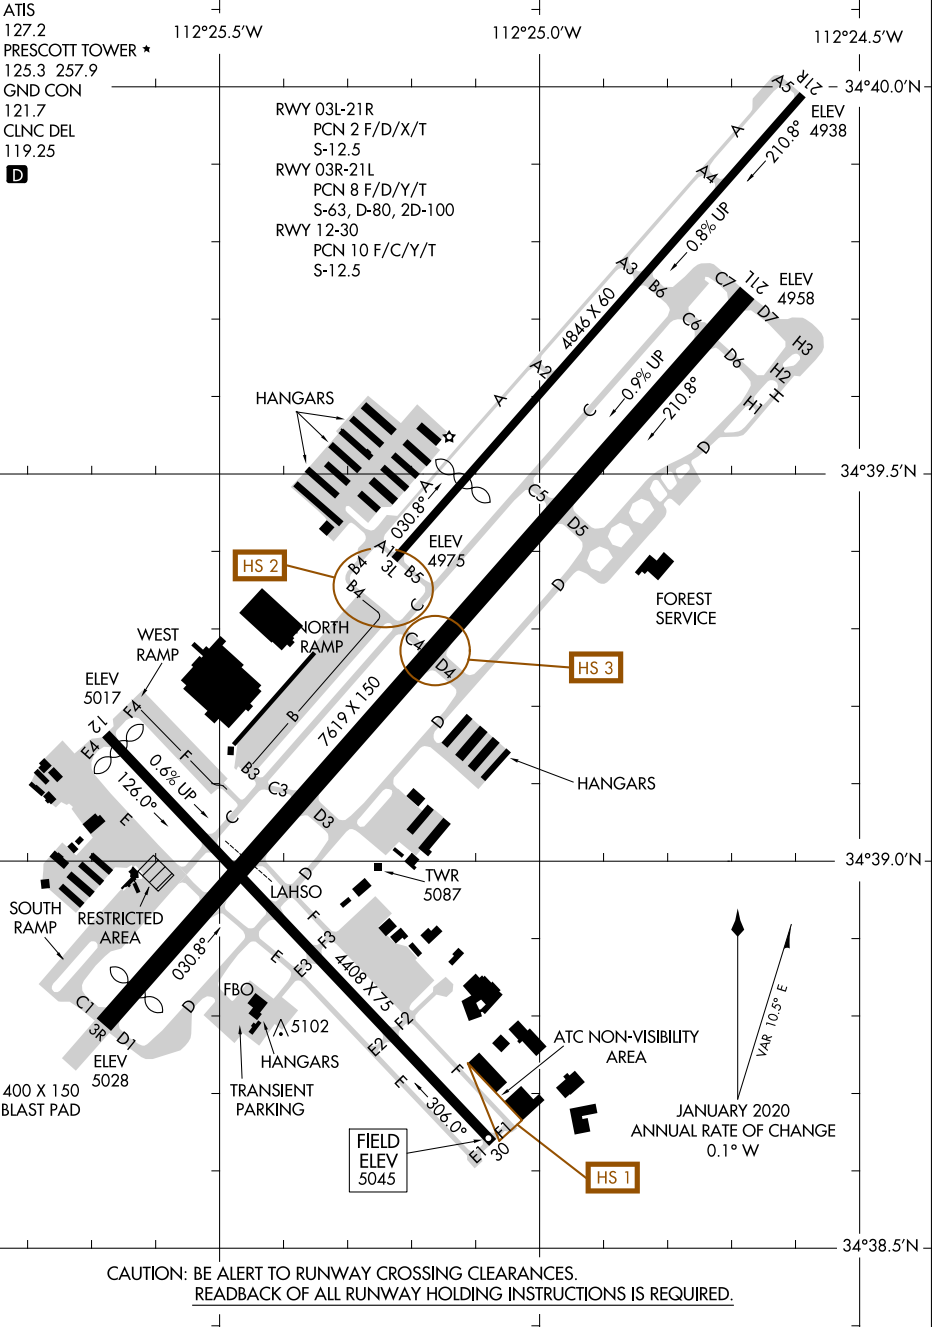 ATIS
127.2
PRESCOTT TOWER ★
125.3 257.9
GND CON
121.7
CLNC DEL
119.25
D
112°25.5'W
112°25.0'W
112°24.5'W
34°40.0'N
RWY 03L-21R
PCN 2 F/D/X/T
S-12.5
RWY 03R-21L
PCN 8 F/D/Y/T
S-63, D-80, 2D-100
RWY 12-30
PCN 10 F/C/Y/T
S-12.5
A5
21R
ELEV
4938
A
210.8°
A4
0.8% UP
A3
B6
C7
21L
ELEV
4958
D7
C6
H3
D6
H2
H
H1
4846 X 60
A2
0.9% UP
210.8°
A
C
D
HANGARS
34°39.5'N
A
030.8°
C5
D5
ELEV
4975
A1
3L
B4
B5
B4
C
HS 2
D
FOREST
SERVICE
NORTH
RAMP
C4
D4
HS 3
WEST
RAMP
ELEV
5017
F4
12
E4
F
B
7619 X 150
D
0.6% UP
126.0°
B3
C3
HANGARS
E
C
D3
34°39.0'N
D
TWR
5087
LAHSO
SOUTH
RAMP
RESTRICTED
AREA
F
F3
030.8°
E
E3
4408 X 75
FBO
C1
D
3R
D1
5102
F2
HANGARS
E2
ELEV
5028
E
F
ATC NON-VISIBILITY
AREA
VAR 10.5° E
400 X 150
BLAST PAD
TRANSIENT
PARKING
306.0°
JANUARY 2020
ANNUAL RATE OF CHANGE
0.1° W
F1
30
E1
FIELD
ELEV
5045
HS 1
34°38.5'N
CAUTION: BE ALERT TO RUNWAY CROSSING CLEARANCES.
READBACK OF ALL RUNWAY HOLDING INSTRUCTIONS IS REQUIRED.